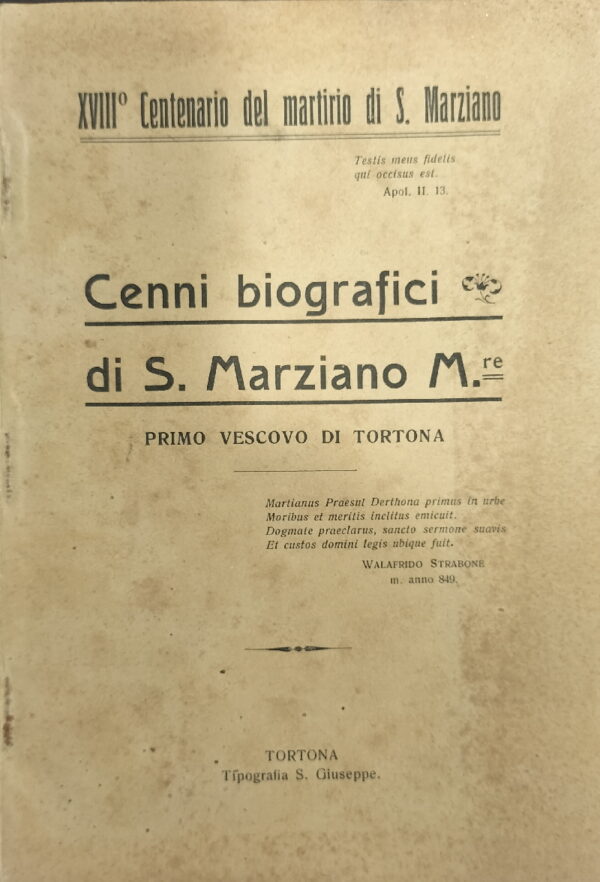 XVIII° Centenario del martirio di S. Marziano
Testis meus fidelis
qui occisus est.
Apol. II. 13.
Cenni biografici
di S. Marziano M.re
PRIMO VESCOVO DI TORTONA
Martianus Praesul Derthona primus in urbe
Moribus et meritis inclitus emicuit.
Dogmate praeclarus, sancto sermone suavis
Et custos domini legis ubique fuit.
WALAFRIDO STRABONE
m. anno 849.
TORTONA
Tipografia S. Giuseppe.